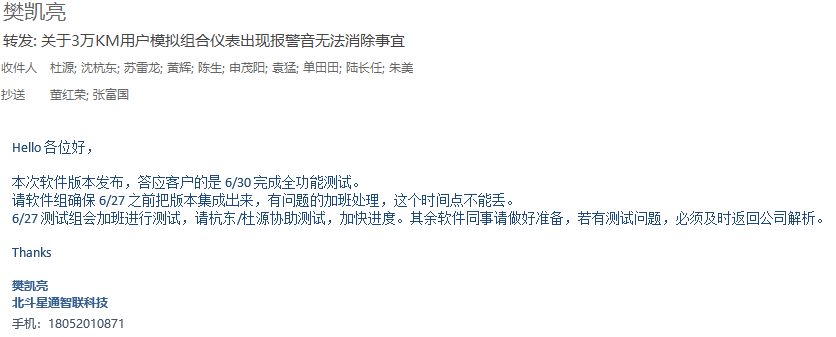 樊凯亮
转发: 关于3万KM用户模拟组合仪表出现报警音无法消除事宜
收件人 杜源; 沈杭东; 苏雷龙; 黄辉; 陈生; 申茂阳; 袁猛; 单田田; 陆长任; 朱美
抄送 董红荣; 张富国
Hello 各位好，
本次软件版本发布，答应客户的是 6/30 完成全功能测试。
请软件组确保 6/27 之前把版本集成出来，有问题的加班处理，这个时间点不能丢。
6/27 测试组会加班进行测试，请杭东/杜源协助测试，加快进度。其余软件同事请做好准备，若有测试问题，必须及时返回公司解析。
Thanks
樊凯亮
北斗星通智联科技
手机：18052010871